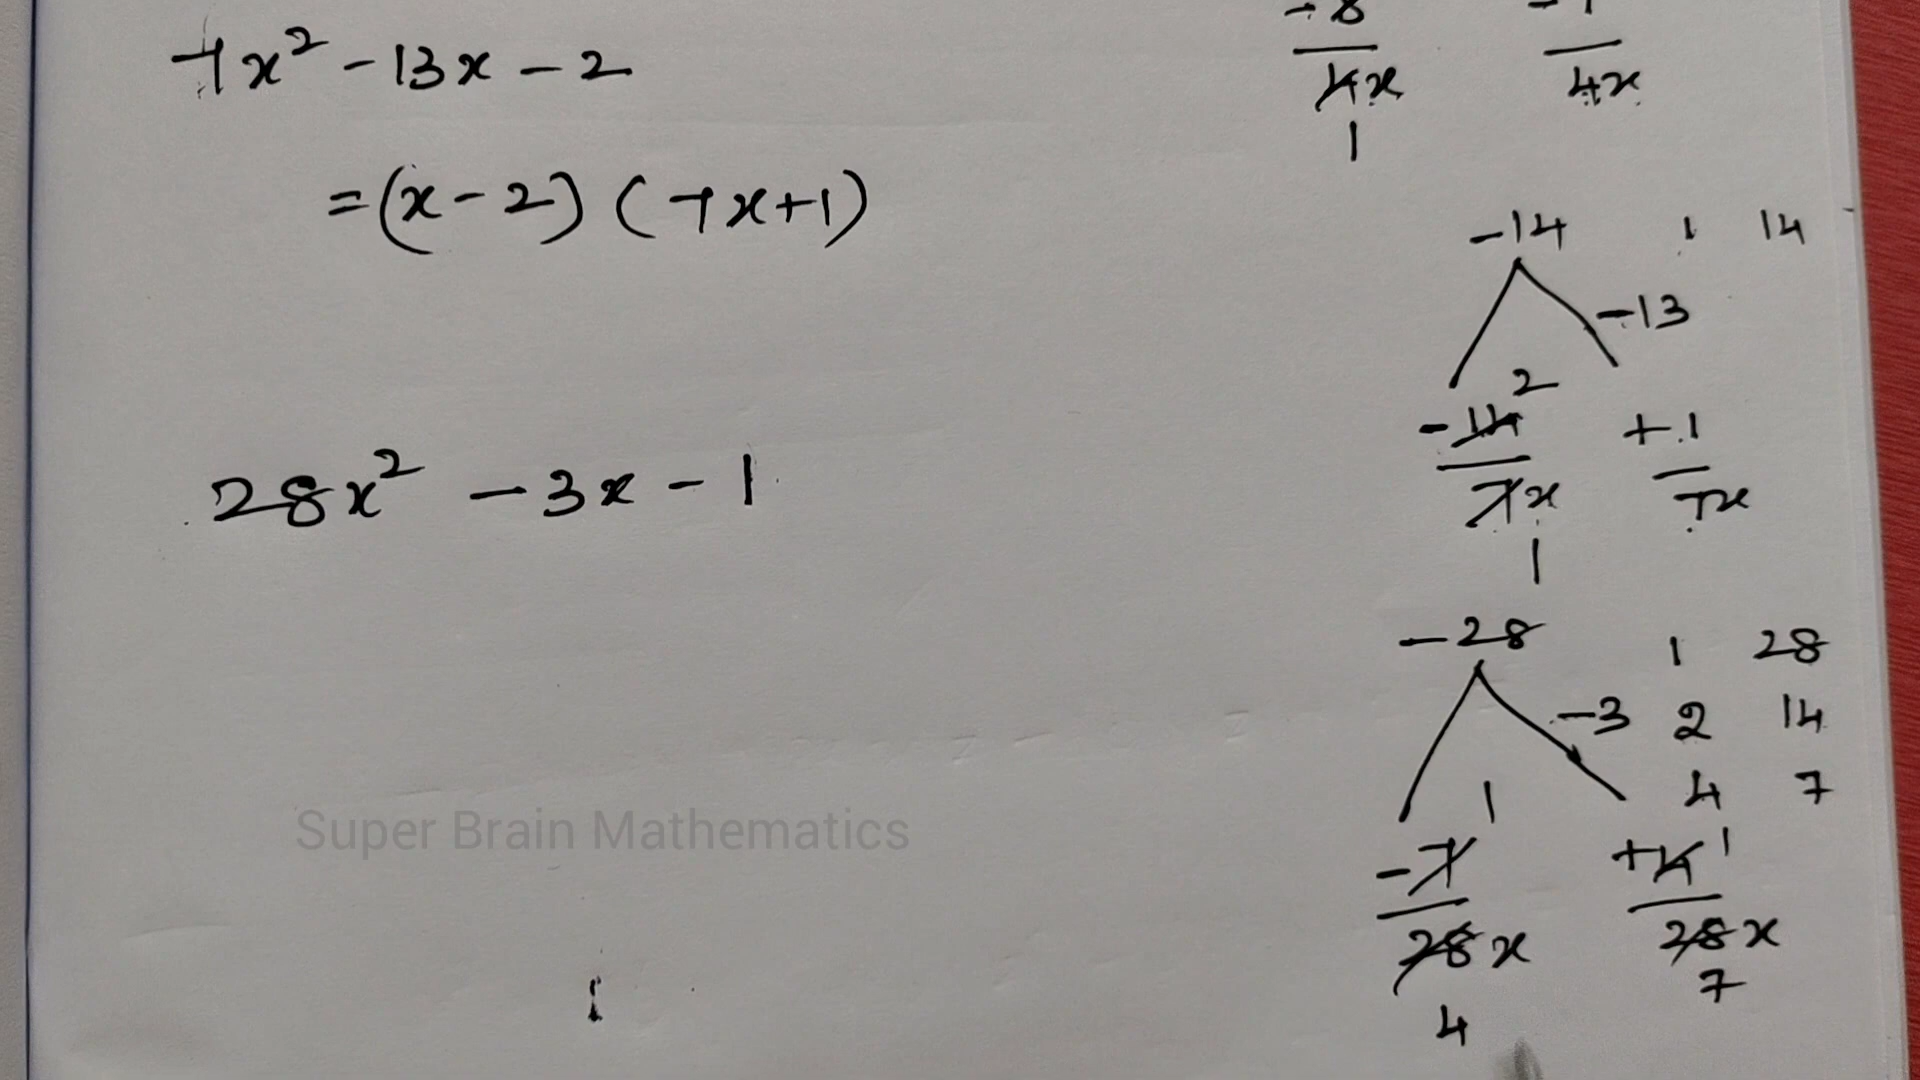 7x² - 13x - 2
= (x - 2) (7x + 1)
28x² - 3x - 1
-8 / 4x
1
/ 4x
-14 1 14
-13
2
-14 / 7x +1 / 7x
1
-28 1 28
-3 2 14
4 7
1
-7 / 28x +4 1 / 28x
4 7
Super Brain Mathematics